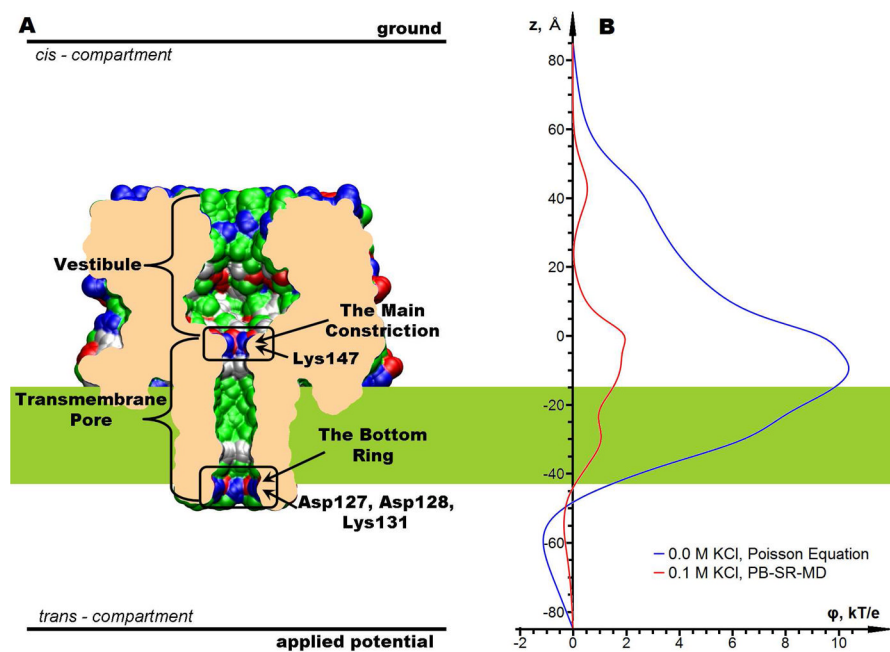 A
ground
cis - compartment
Vestibule
The Main
Constriction
Lys147
Transmembrane
Pore
The Bottom
Ring
Asp127, Asp128,
Lys131
trans - compartment
applied potential
z, Å
B
80
60
40
20
0
-20
-40
-60
-80
0.0 M KCl, Poisson Equation
0.1 M KCl, PB-SR-MD
φ, kT/e
-2 0 2 4 6 8 10